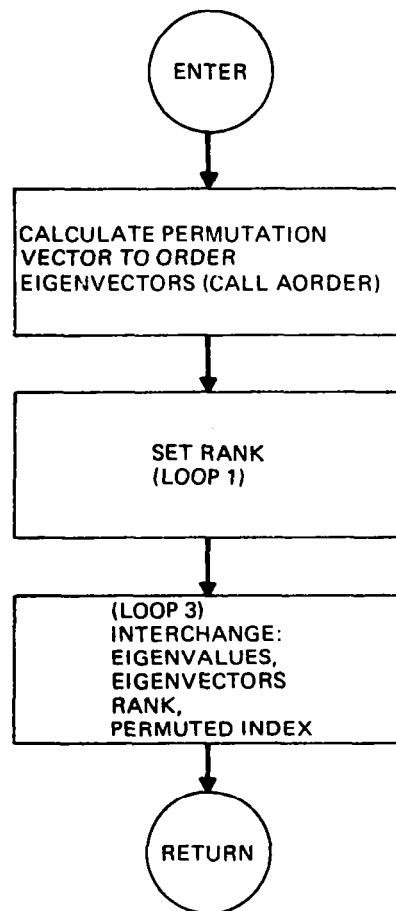 ENTER
CALCULATE PERMUTATION
VECTOR TO ORDER
EIGENVECTORS (CALL AORDER)
SET RANK
(LOOP 1)
(LOOP 3)
INTERCHANGE:
EIGENVALUES,
EIGENVECTORS
RANK,
PERMUTED INDEX
RETURN